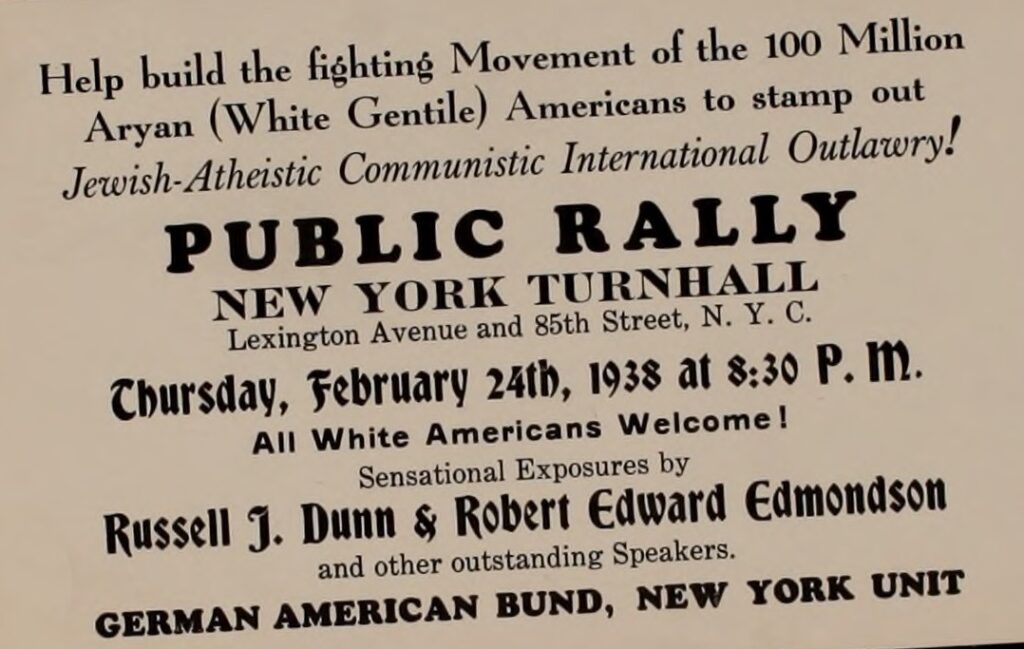 Help build the fighting Movement of the 100 Million
Aryan (White Gentile) Americans to stamp out
Jewish-Atheistic Communistic International Outlawry!
PUBLIC RALLY
NEW YORK TURNHALL
Lexington Avenue and 85th Street, N. Y. C.
Thursday, February 24th, 1938 at 8:30 P. M.
All White Americans Welcome!
Sensational Exposures by
Russell J. Dunn & Robert Edward Edmondson
and other outstanding Speakers.
GERMAN AMERICAN BUND, NEW YORK UNIT